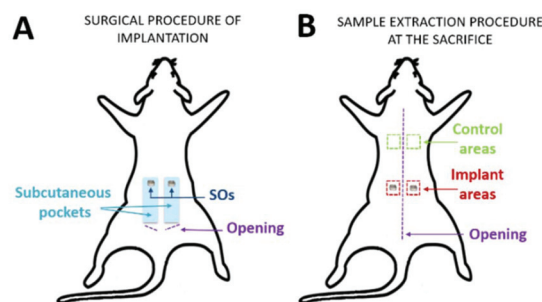 A
SURGICAL PROCEDURE OF
IMPLANTATION
Subcutaneous
pockets
SOs
Opening
B
SAMPLE EXTRACTION PROCEDURE
AT THE SACRIFICE
Control
areas
Implant
areas
Opening